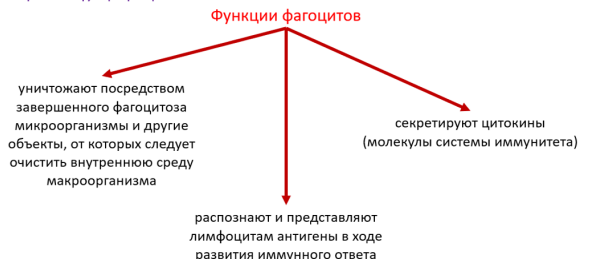 Функции фагоцитов
уничтожают посредством
завершенного фагоцитоза
микроорганизмы и другие
объекты, от которых следует
очистить внутреннюю среду
макроорганизма
секретируют цитокины
(молекулы системы иммунитета)
распознают и представляют
лимфоцитам антигены в ходе
развития иммунного ответа